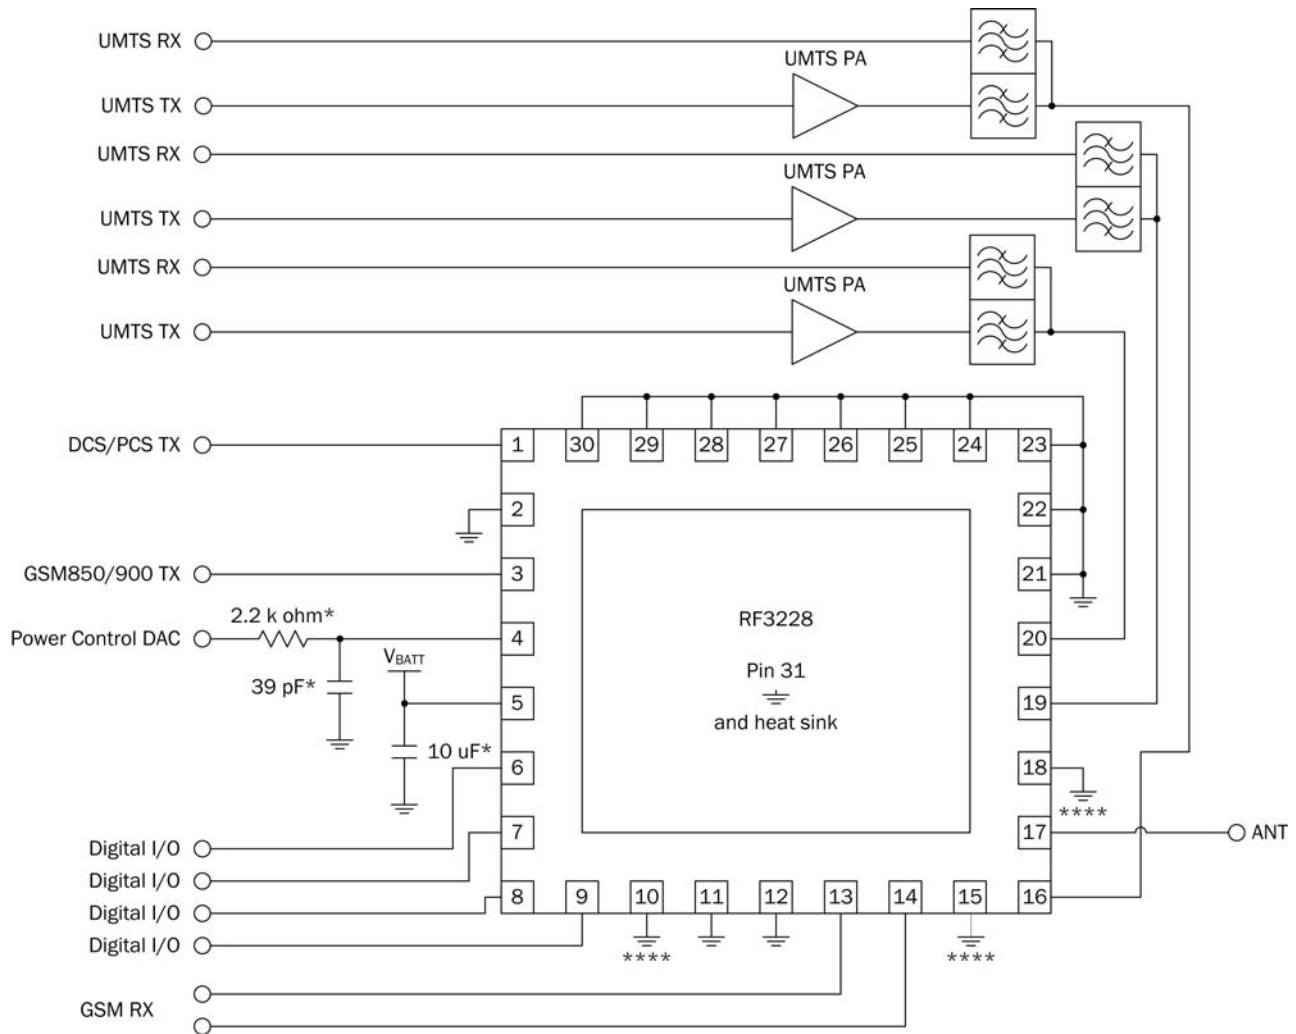 UMTS RX
UMTS PA
UMTS TX
UMTS RX
UMTS PA
UMTS TX
UMTS RX
UMTS PA
UMTS TX
DCS/PCS TX
1 30 29 28 27 26 25 24 23
2 22
GSM850/900 TX 3 21
2.2 k ohm*
RF3228
Power Control DAC 4 20
VBATT
Pin 31
39 pF*
5 19
and heat sink
10 uF*
6 18
****
7 17 ANT
Digital I/O
Digital I/O
8 9 10 11 12 13 14 15 16
Digital I/O
Digital I/O
**** ****
GSM RX